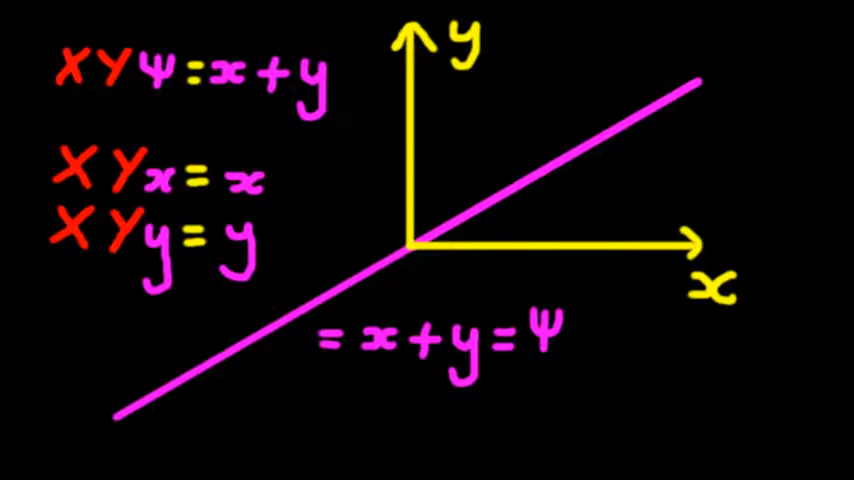 XYΨ = x + y
y
XYx = x
XYy = y
x
= x + y = Ψ